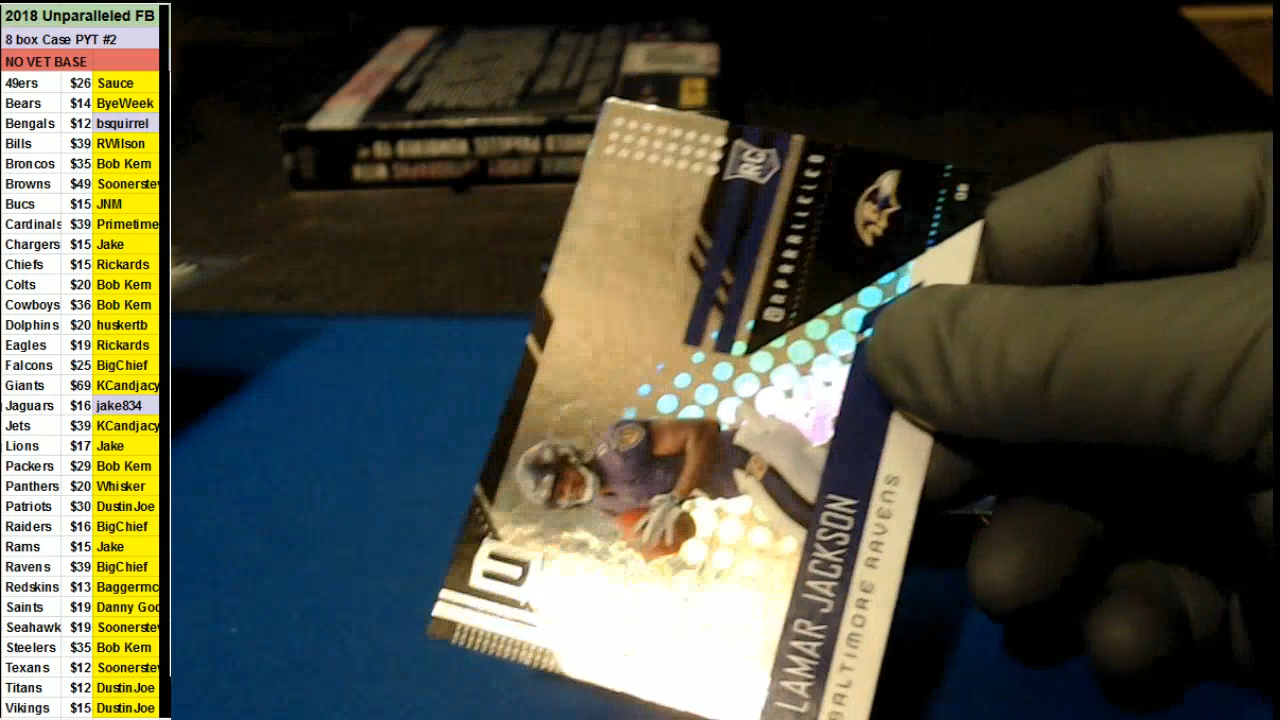 2018 Unparalleled FB
8 box Case PYT #2
NO VET BASE
49ers $26 Sauce
Bears $14 ByeWeek
Bengals $12 bsquirrel
Bills $39 RWilson
Broncos $35 Bob Kern
Browns $49 Soonerstev
Bucs $15 JNM
Cardinals $39 Primetime
Chargers $15 Jake
Chiefs $15 Rickards
Colts $20 Bob Kern
Cowboys $36 Bob Kern
Dolphins $20 huskertb
Eagles $19 Rickards
Falcons $25 BigChief
Giants $69 KCandjacy
Jaguars $16 jake834
Jets $39 KCandjacy
Lions $17 Jake
Packers $29 Bob Kern
Panthers $20 Whisker
Patriots $30 DustinJoe
Raiders $16 BigChief
Rams $15 Jake
Ravens $39 BigChief
Redskins $13 Baggermc
Saints $19 Danny Goo
Seahawk $19 Soonerstev
Steelers $35 Bob Kern
Texans $12 Soonerstev
Titans $12 DustinJoe
Vikings $15 DustinJoe
RC
UNPARALLELED
QB
LAMAR JACKSON
BALTIMORE RAVENS